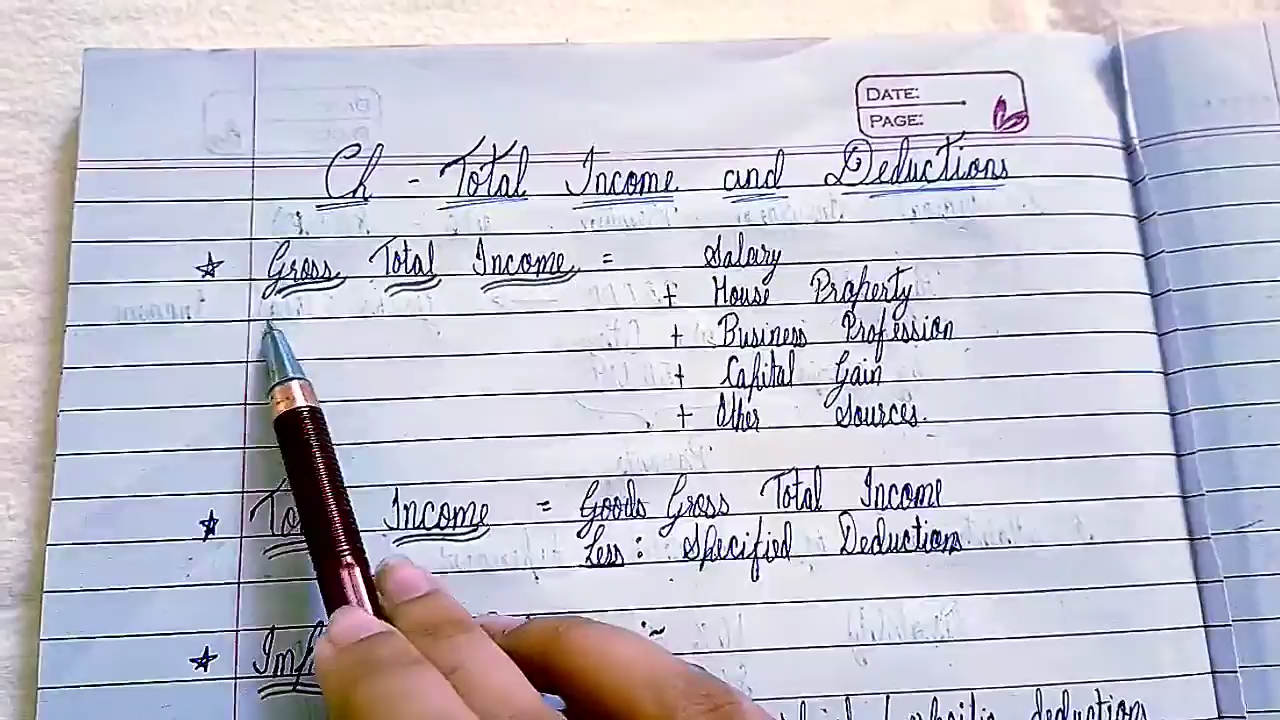 DATE:
PAGE:
Ch - Total Income and Deductions
☆ Gross Total Income = Salary
+ House Property
+ Business Profession
+ Capital Gain
+ Other Sources.
☆ Income = Goods Gross Total Income
Less: Specified Deductions
☆
deductions